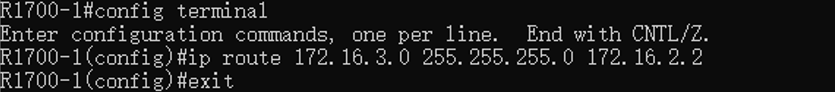 R1700-1#config terminal
Enter configuration commands, one per line.  End with CNTL/Z.
R1700-1(config)#ip route 172.16.3.0 255.255.255.0 172.16.2.2
R1700-1(config)#exit